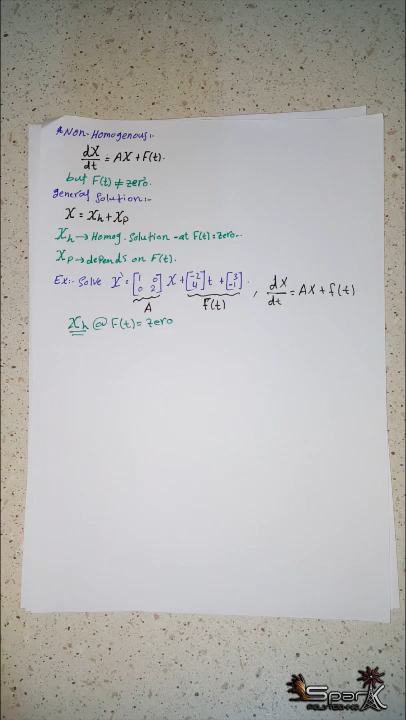 * Non-Homogenous:-
dX/dt = AX + F(t).
but F(t) ≠ zero.
general solution:-
X = Xh + Xp
Xh → Homog. Solution at F(t) = zero..
Xp → depends on F(t).
Ex:- Solve X` = [1 0; 0 2] X + [-2; 4] t + [3; -1] . , dX/dt = AX + f(t)
A F(t)
Xh @ F(t) = zero
Spark